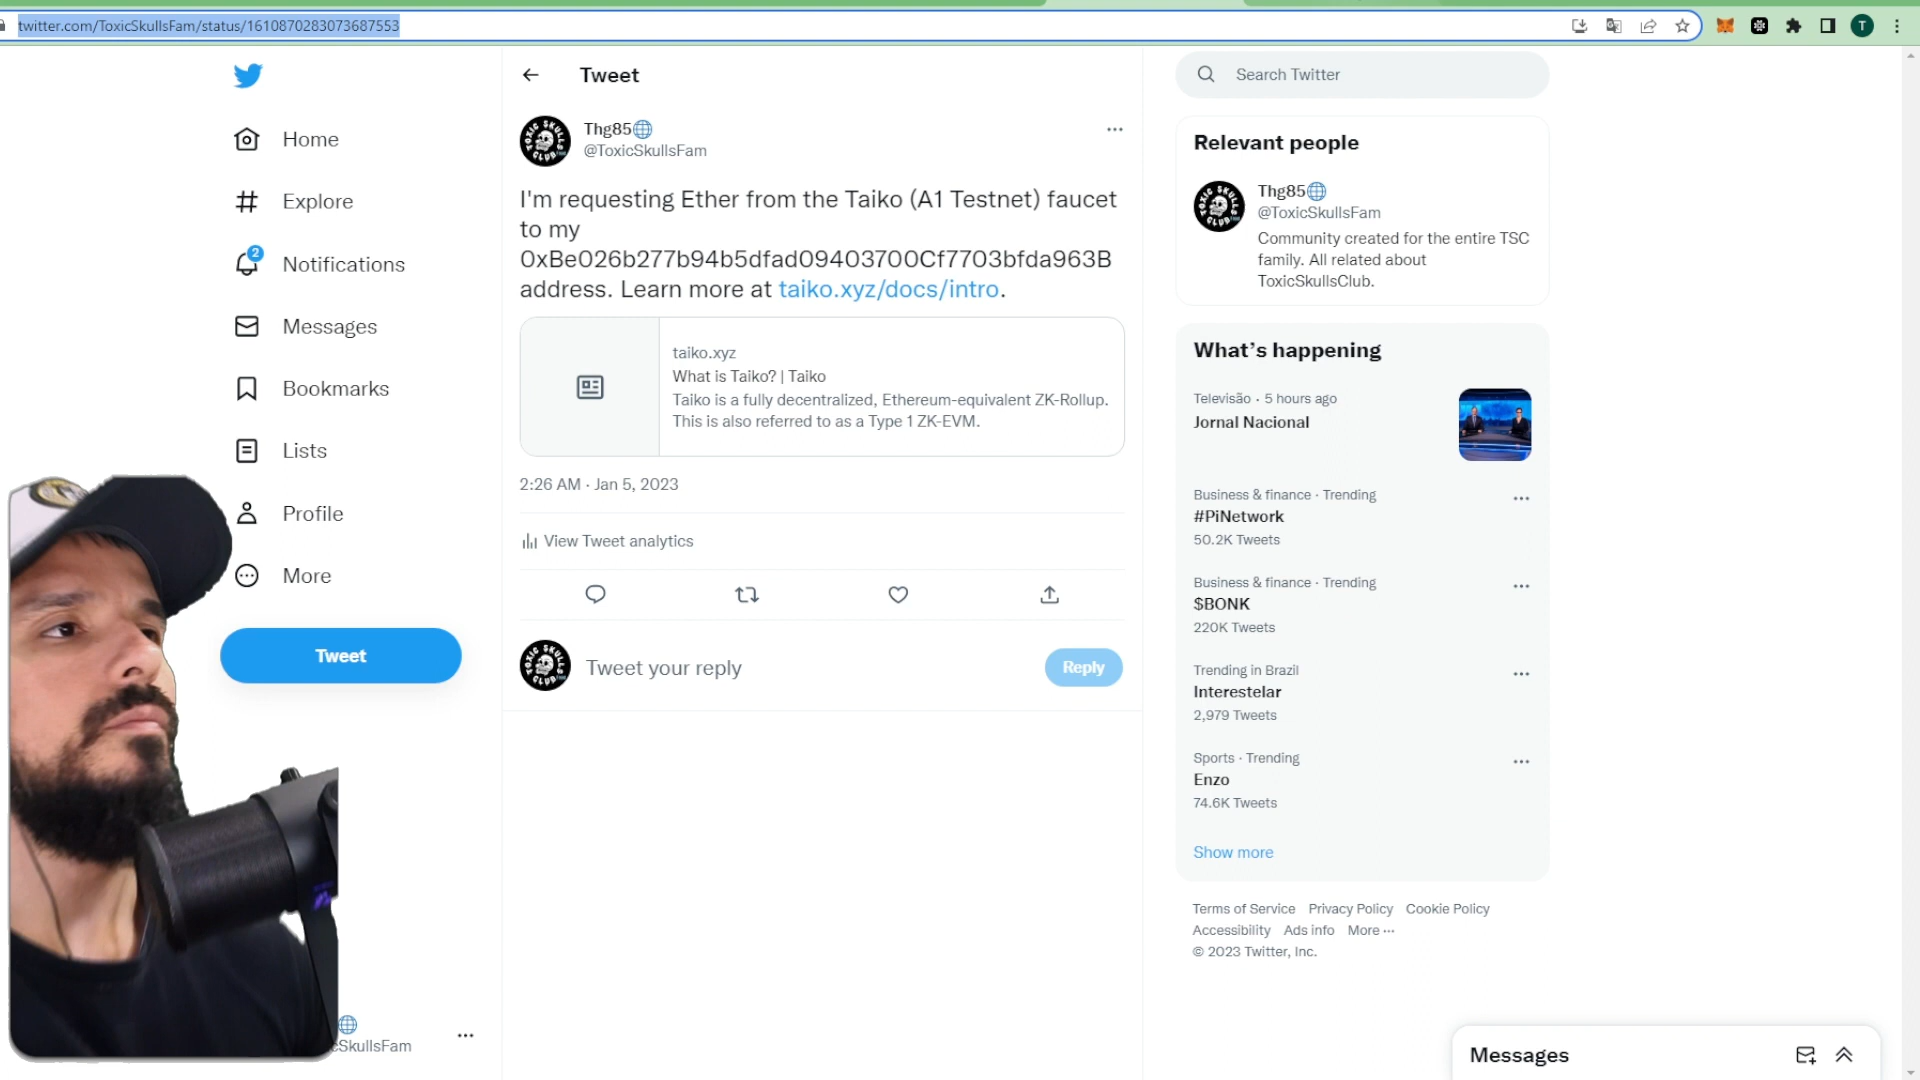 twitter.com/ToxicSkullsFam/status/1610870283073687553
T
Home
Explore
2
Notifications
Messages
Bookmarks
Lists
Profile
More
Tweet
cSkullsFam
Tweet
Thg85
@ToxicSkullsFam
I'm requesting Ether from the Taiko (A1 Testnet) faucet
to my
0xBe026b277b94b5dfad09403700Cf7703bfda963B
address. Learn more at taiko.xyz/docs/intro.
taiko.xyz
What is Taiko? | Taiko
Taiko is a fully decentralized, Ethereum-equivalent ZK-Rollup.
This is also referred to as a Type 1 ZK-EVM.
2:26 AM · Jan 5, 2023
View Tweet analytics
Tweet your reply
Reply
Search Twitter
Relevant people
Thg85
@ToxicSkullsFam
Community created for the entire TSC
family. All related about
ToxicSkullsClub.
What's happening
Televisão · 5 hours ago
Jornal Nacional
Business & finance · Trending
#PiNetwork
50.2K Tweets
Business & finance · Trending
$BONK
220K Tweets
Trending in Brazil
Interestelar
2,979 Tweets
Sports · Trending
Enzo
74.6K Tweets
Show more
Terms of Service Privacy Policy Cookie Policy
Accessibility Ads info More ···
© 2023 Twitter, Inc.
Messages